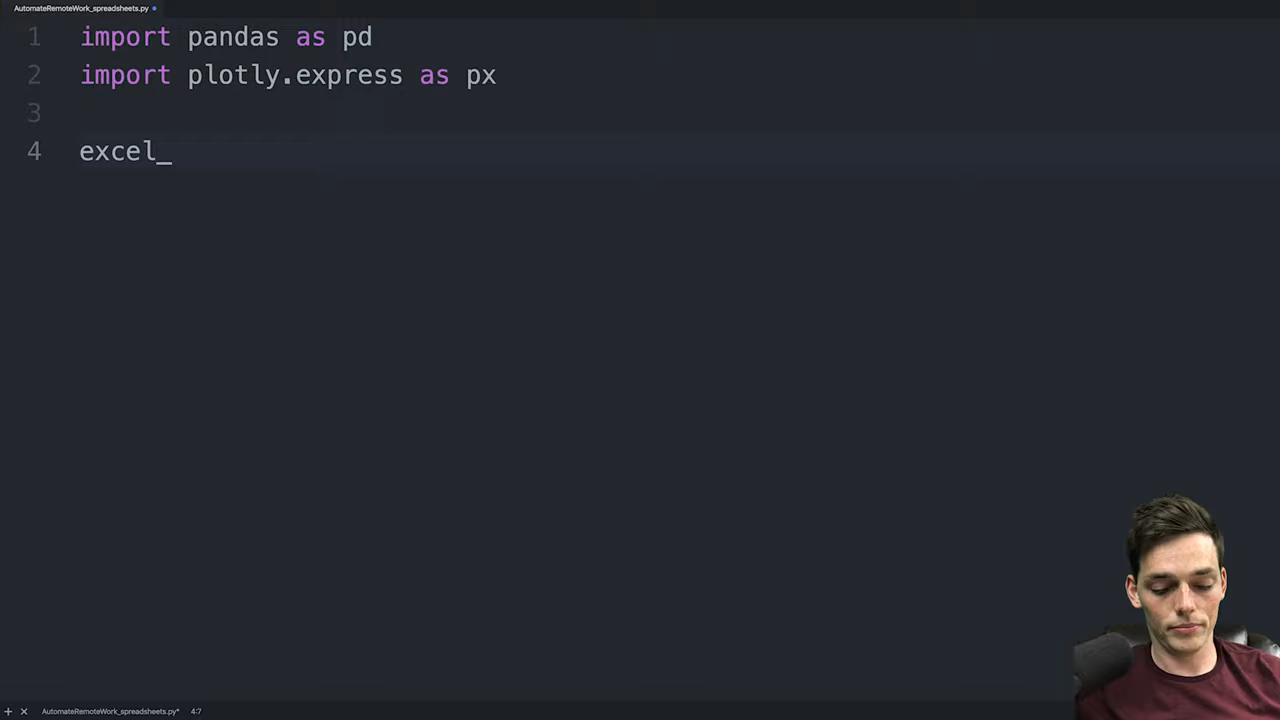 AutomateRemoteWork_spreadsheets.py
1 import pandas as pd
2 import plotly.express as px
3
4 excel_
AutomateRemoteWork_spreadsheets.py* 4:7